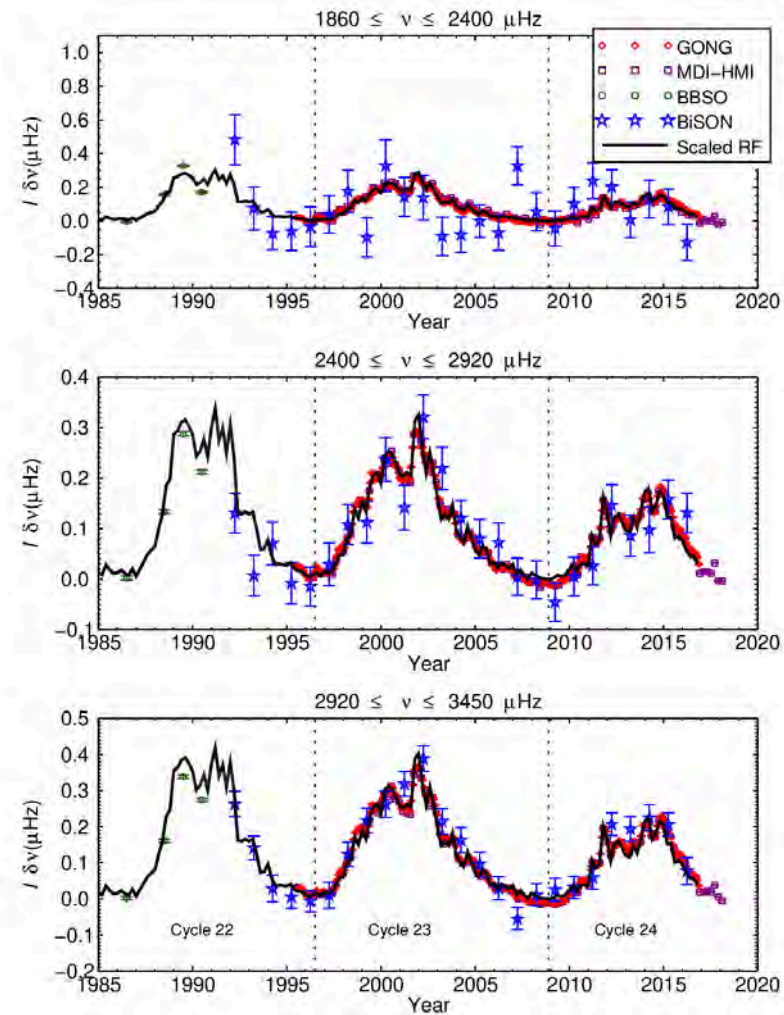 1860 ≤ ν ≤ 2400 μHz
1.0
0.8
0.6
0.4
0.2
0.0
−0.2
−0.4
l δν(μHz)
GONG
MDI−HMI
BBSO
BiSON
Scaled RF
1985 1990 1995 2000 2005 2010 2015 2020
Year
2400 ≤ ν ≤ 2920 μHz
0.4
0.3
0.2
0.1
0.0
−0.1
l δν(μHz)
1985 1990 1995 2000 2005 2010 2015 2020
Year
2920 ≤ ν ≤ 3450 μHz
0.5
0.4
0.3
0.2
0.1
0.0
−0.1
−0.2
l δν(μHz)
Cycle 22 Cycle 23 Cycle 24
1985 1990 1995 2000 2005 2010 2015 2020
Year